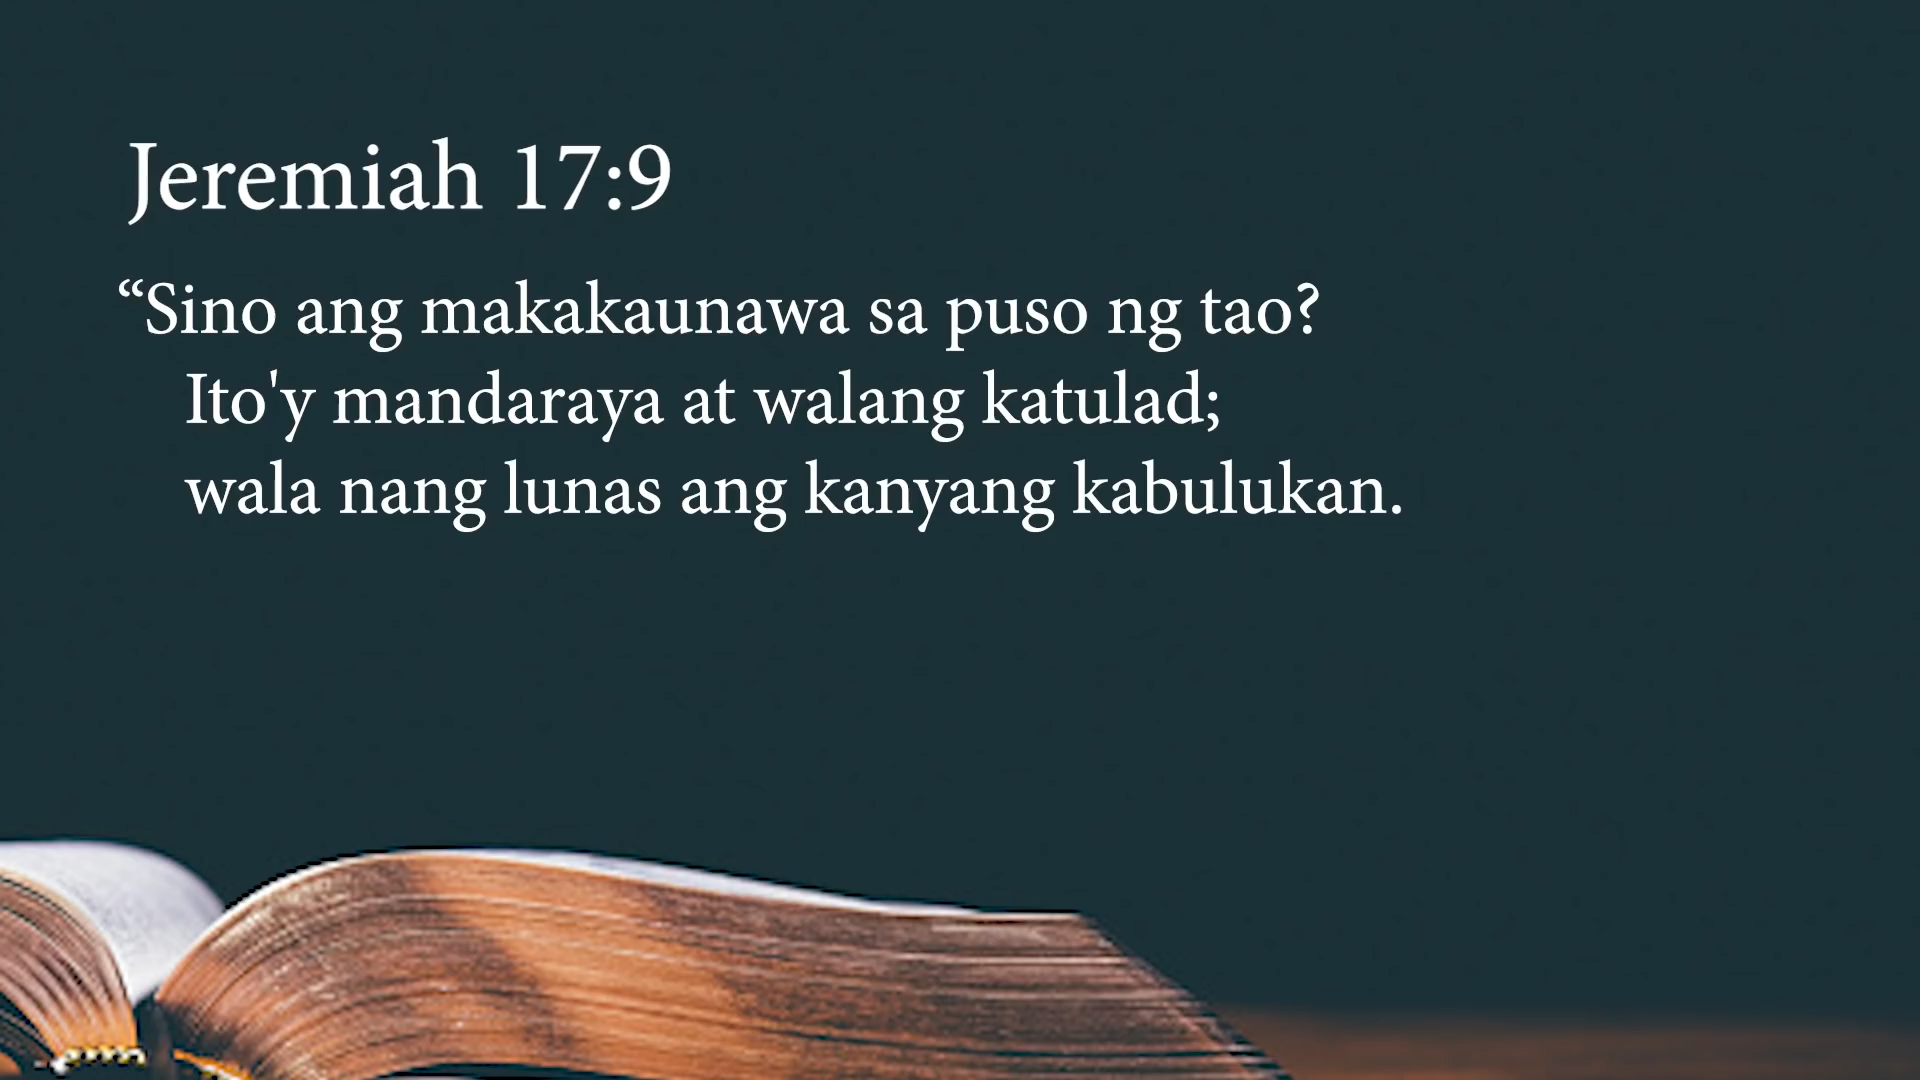 Jeremiah 17:9
“Sino ang makakaunawa sa puso ng tao?
Ito'y mandaraya at walang katulad;
wala nang lunas ang kanyang kabulukan.